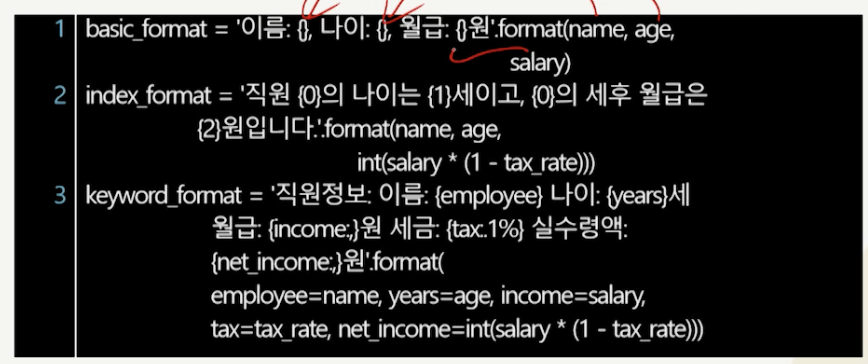 1 basic_format = '이름: {}, 나이: {}, 월급: {}원'.format(name, age,
salary)
2 index_format = '직원 {0}의 나이는 {1}세이고, {0}의 세후 월급은
{2}원입니다.'.format(name, age,
int(salary * (1 - tax_rate)))
3 keyword_format = '직원정보: 이름: {employee} 나이: {years}세
월급: {income:,}원 세금: {tax:.1%} 실수령액:
{net_income:,}원'.format(
employee=name, years=age, income=salary,
tax=tax_rate, net_income=int(salary * (1 - tax_rate)))